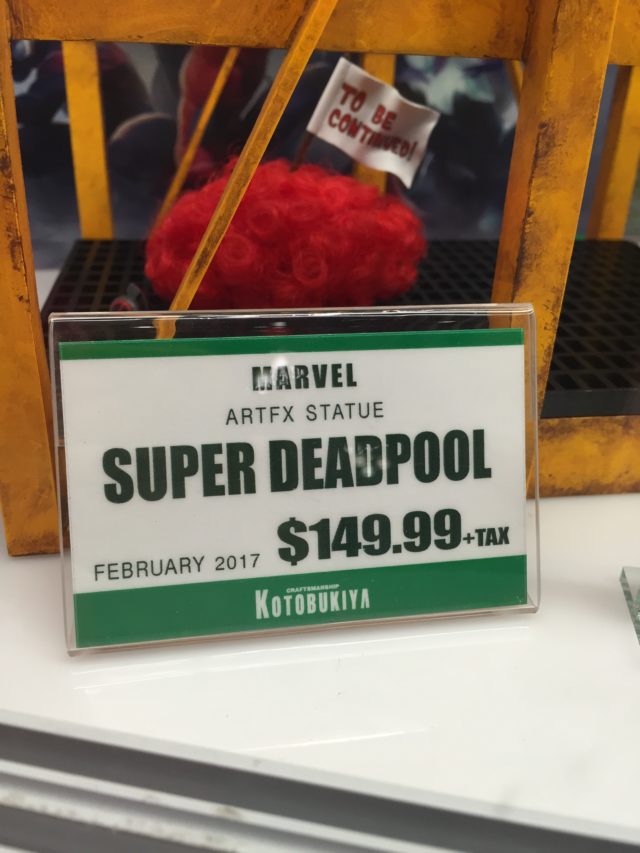 TO BE
CONTINUED!
MARVEL
ARTFX STATUE
SUPER DEADPOOL
$149.99+TAX
FEBRUARY 2017
CRAFTSMANSHIP
KOTOBUKIYA